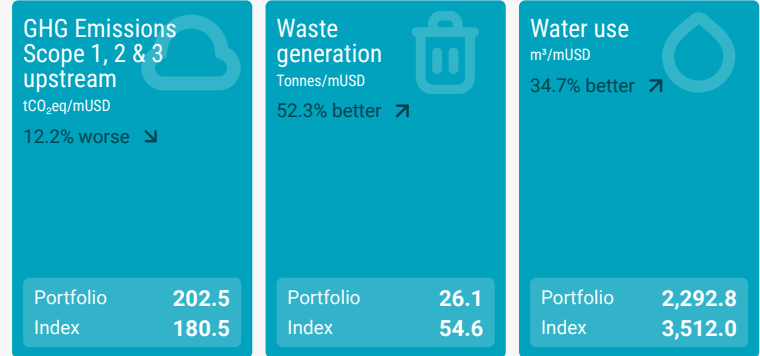 GHG Emissions
Scope 1, 2 & 3
upstream
tCO₂eq/mUSD
12.2% worse
Portfolio 202.5
Index 180.5
Waste
generation
Tonnes/mUSD
52.3% better
Portfolio 26.1
Index 54.6
Water use
m³/mUSD
34.7% better
Portfolio 2,292.8
Index 3,512.0